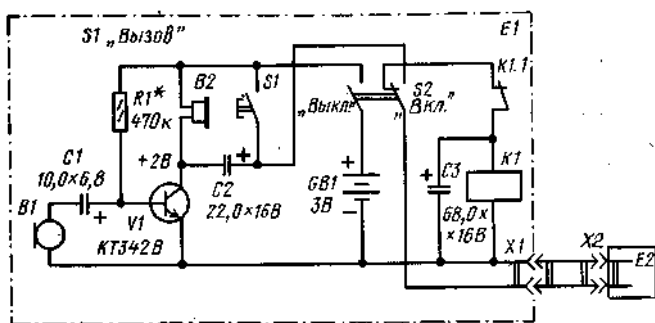 S1 „Вызов"
E1
B2
S1
K1.1
R1*
470к
„Выкл."
S2
„Вкл."
C1
10,0×6,8
+2В
+
+
C3
K1
B1
+
V1
КТ342В
C2
22,0×16В
GB1
3В
+
−
68,0×
×16В
X1
X2
E2